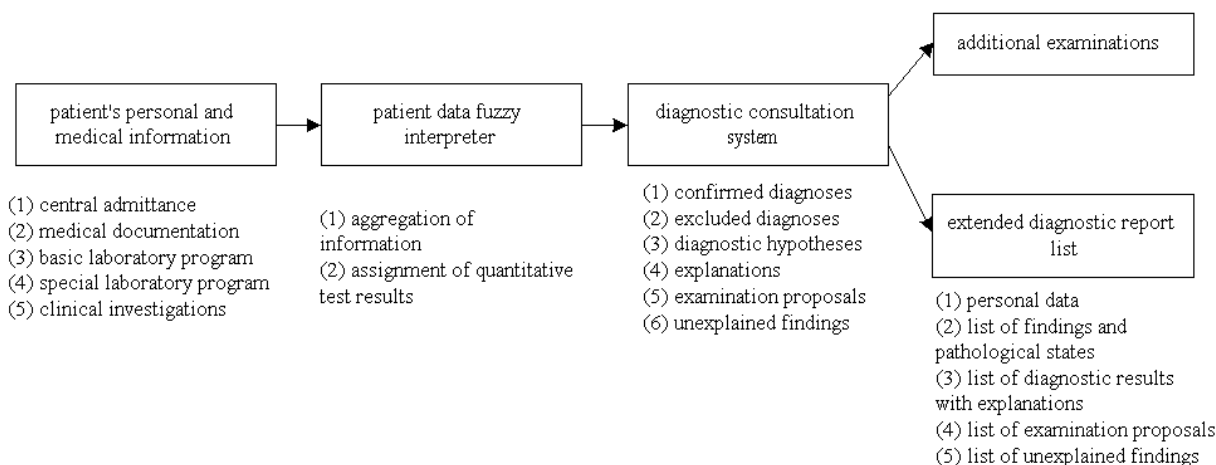 additional examinations
patient's personal and
medical information
patient data fuzzy
interpreter
diagnostic consultation
system
(1) central admittance
(2) medical documentation
(3) basic laboratory program
(4) special laboratory program
(5) clinical investigations
(1) aggregation of
information
(2) assignment of quantitative
test results
(1) confirmed diagnoses
(2) excluded diagnoses
(3) diagnostic hypotheses
(4) explanations
(5) examination proposals
(6) unexplained findings
extended diagnostic report
list
(1) personal data
(2) list of findings and
pathological states
(3) list of diagnostic results
with explanations
(4) list of examination proposals
(5) list of unexplained findings